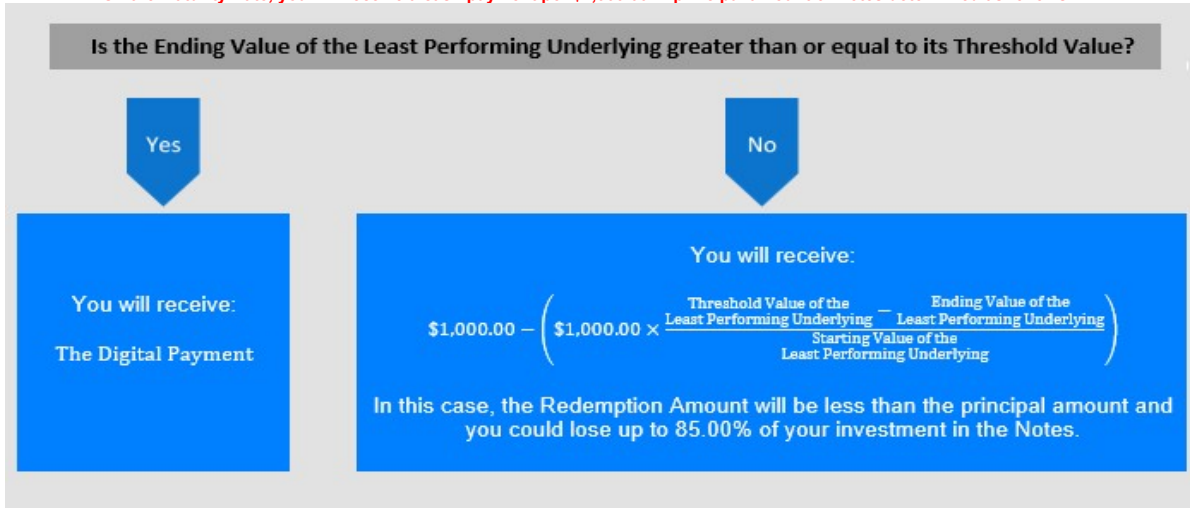 Is the Ending Value of the Least Performing Underlying greater than or equal to its Threshold Value?
Yes
No
You will receive:
The Digital Payment
You will receive:
$1,000.00 − ( $1,000.00 × (Threshold Value of the Least Performing Underlying − Ending Value of the Least Performing Underlying) / Starting Value of the Least Performing Underlying )
In this case, the Redemption Amount will be less than the principal amount and
you could lose up to 85.00% of your investment in the Notes.